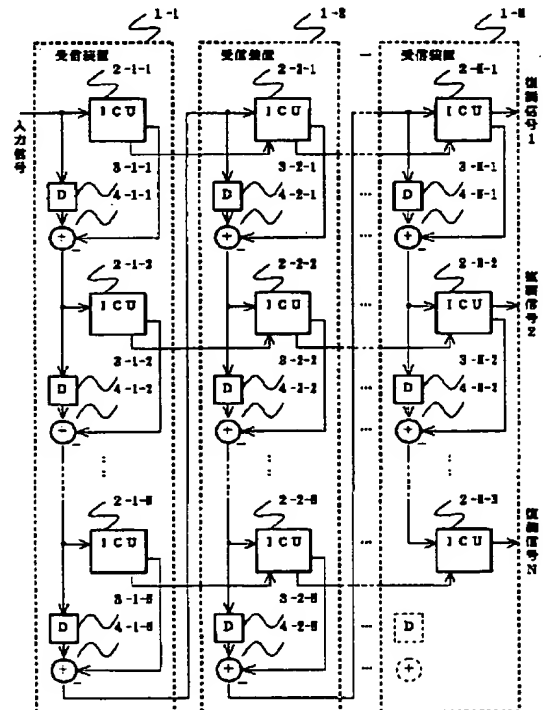 1-1
1-2
1-M
受信装置
受信装置
受信装置
2-1-1
2-2-1
2-M-1
ICU
ICU
ICU
入力信号
復調信号1
3-1-1
3-2-1
3-M-1
D
D
D
4-1-1
4-2-1
4-M-1
+
+
+
2-1-2
2-2-2
2-M-2
ICU
ICU
ICU
復調信号2
3-1-2
3-2-2
3-M-2
D
D
D
4-1-2
4-2-2
4-M-2
+
+
2-1-N
2-2-N
ICU
ICU
ICU
復調信号N
3-1-N
3-2-N
D
D
D
4-1-N
4-2-N
+
+
+